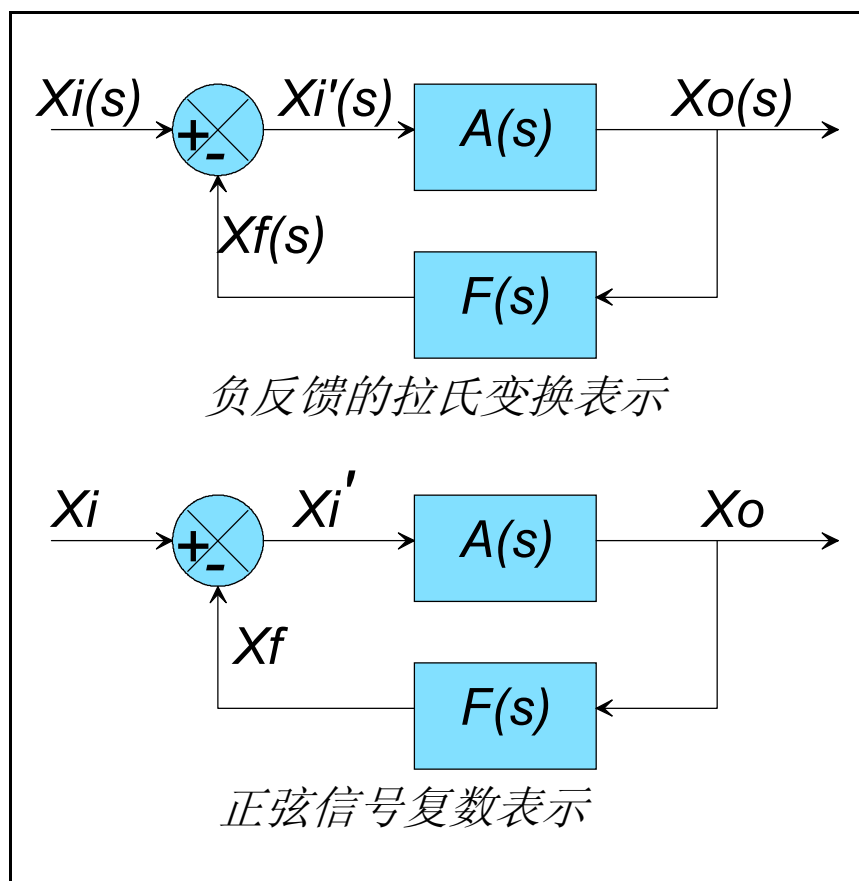 Xi(s) Xi'(s) A(s) Xo(s)
+
-
Xf(s) F(s)
负反馈的拉氏变换表示
Xi Xi' A(s) Xo
+
-
Xf F(s)
正弦信号复数表示